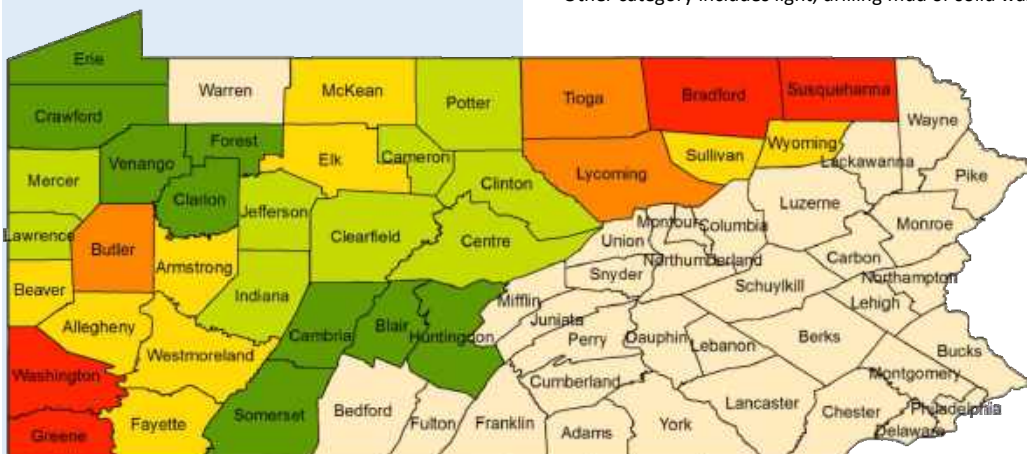 Other category includes light, drilling mud or solid wa
Erie
Warren
McKean
Potter
Tioga
Bradford
Susquehanna
Crawford
Wayne
Forest
Venango
Elk
Cameron
Sullivan
Wyoming
Lackawanna
Mercer
Clarion
Clinton
Lycoming
Pike
Jefferson
Luzerne
Lawrence
Butler
Clearfield
Centre
Montour
Columbia
Monroe
Armstrong
Union
Northumberland
Carbon
Beaver
Indiana
Snyder
Schuylkill
Northampton
Allegheny
Mifflin
Lehigh
Cambria
Blair
Huntingdon
Juniata
Perry
Dauphin
Lebanon
Berks
Westmoreland
Bucks
Washington
Cumberland
Montgomery
Somerset
Bedford
Lancaster
Greene
Fayette
Fulton
Franklin
Adams
York
Chester
Philadelphia
Delaware